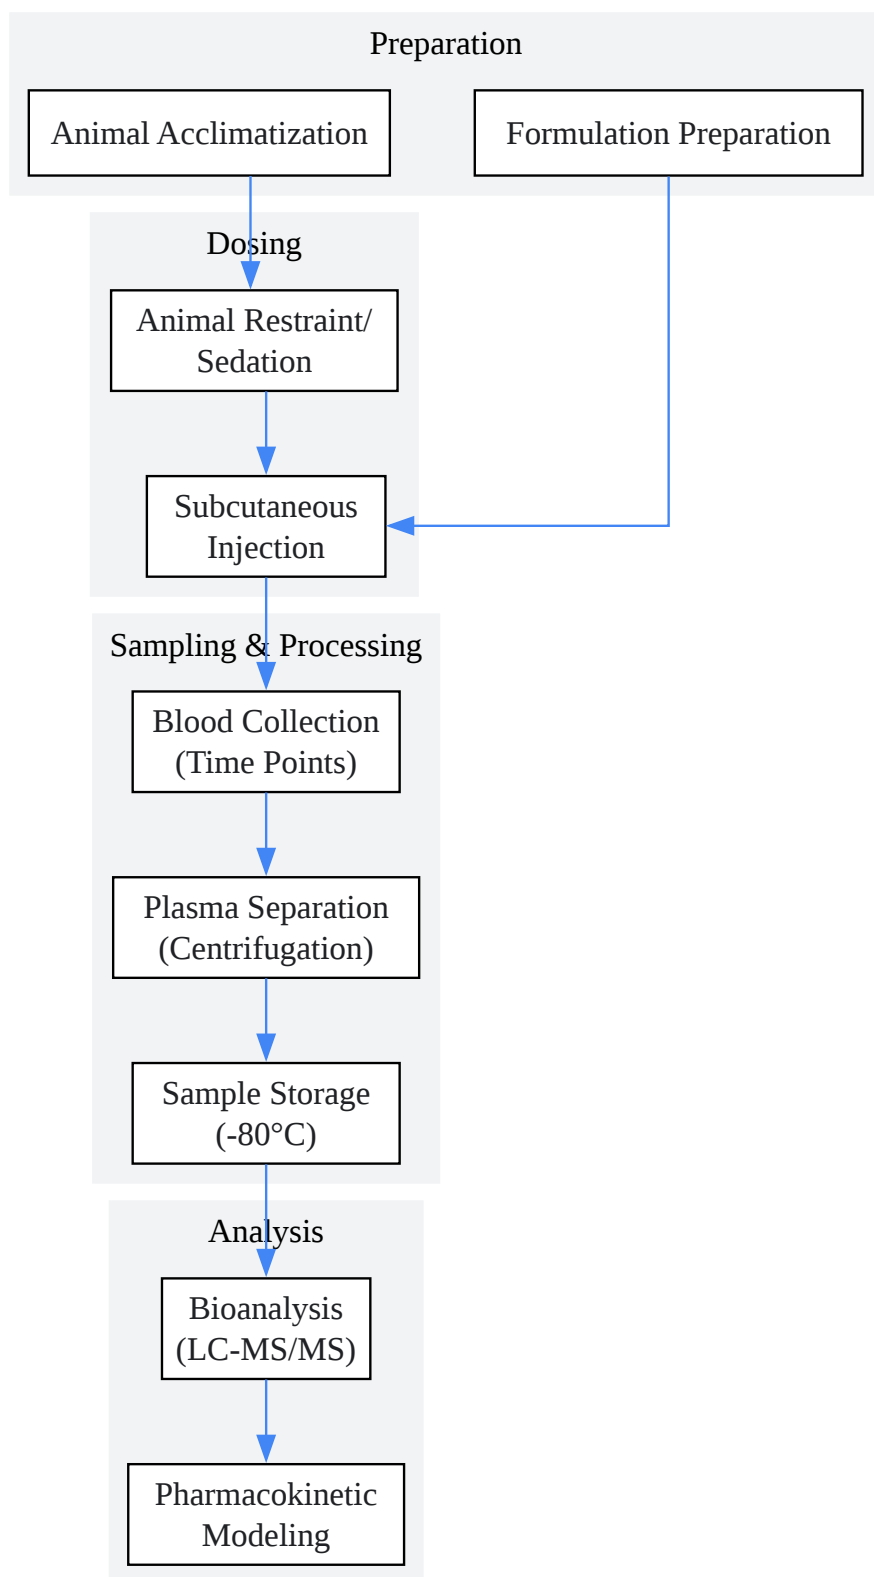 Preparation
Animal Acclimatization
Formulation Preparation
Dosing
Animal Restraint/
Sedation
Subcutaneous
Injection
Sampling & Processing
Blood Collection
(Time Points)
Plasma Separation
(Centrifugation)
Sample Storage
(-80°C)
Analysis
Bioanalysis
(LC-MS/MS)
Pharmacokinetic
Modeling